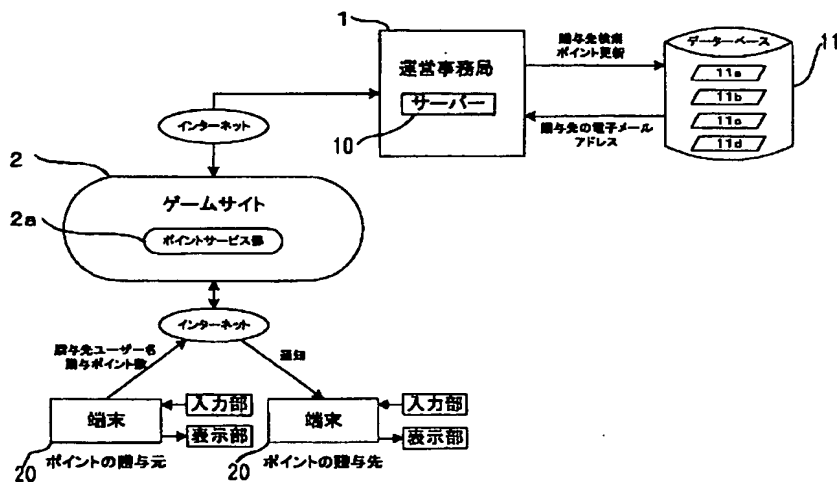 1
運営事務局
サーバー
10
贈与先検索
ポイント更新
贈与先の電子メール
アドレス
データーベース
11a
11b
11c
11d
11
インターネット
2
ゲームサイト
2a
ポイントサービス部
インターネット
贈与先ユーザー名
贈与ポイント数
通知
端末
入力部
表示部
20
ポイントの贈与元
端末
入力部
表示部
20
ポイントの贈与先